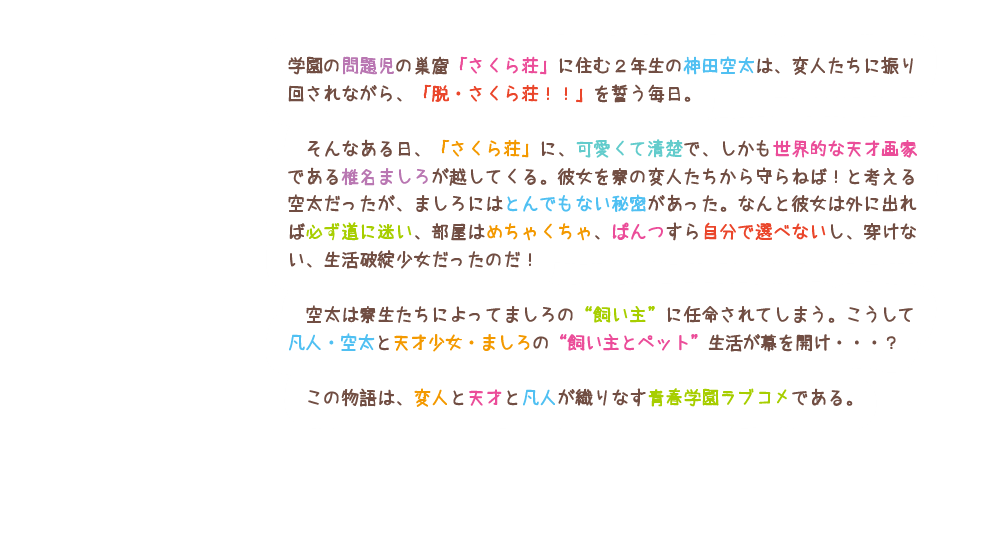 学園の問題児の巣窟「さくら荘」に住む２年生の神田空太は、変人たちに振り
回されながら、「脱・さくら荘！！」を誓う毎日。
　そんなある日、「さくら荘」に、可愛くて清楚で、しかも世界的な天才画家
である椎名ましろが越してくる。彼女を寮の変人たちから守らねば！と考える
空太だったが、ましろにはとんでもない秘密があった。なんと彼女は外に出れ
ば必ず道に迷い、部屋はめちゃくちゃ、ぱんつすら自分で選べないし、穿けな
い、生活破綻少女だったのだ！
　空太は寮生たちによってましろの“飼い主”に任命されてしまう。こうして
凡人・空太と天才少女・ましろの“飼い主とペット”生活が幕を開け・・・？
　この物語は、変人と天才と凡人が織りなす青春学園ラブコメである。